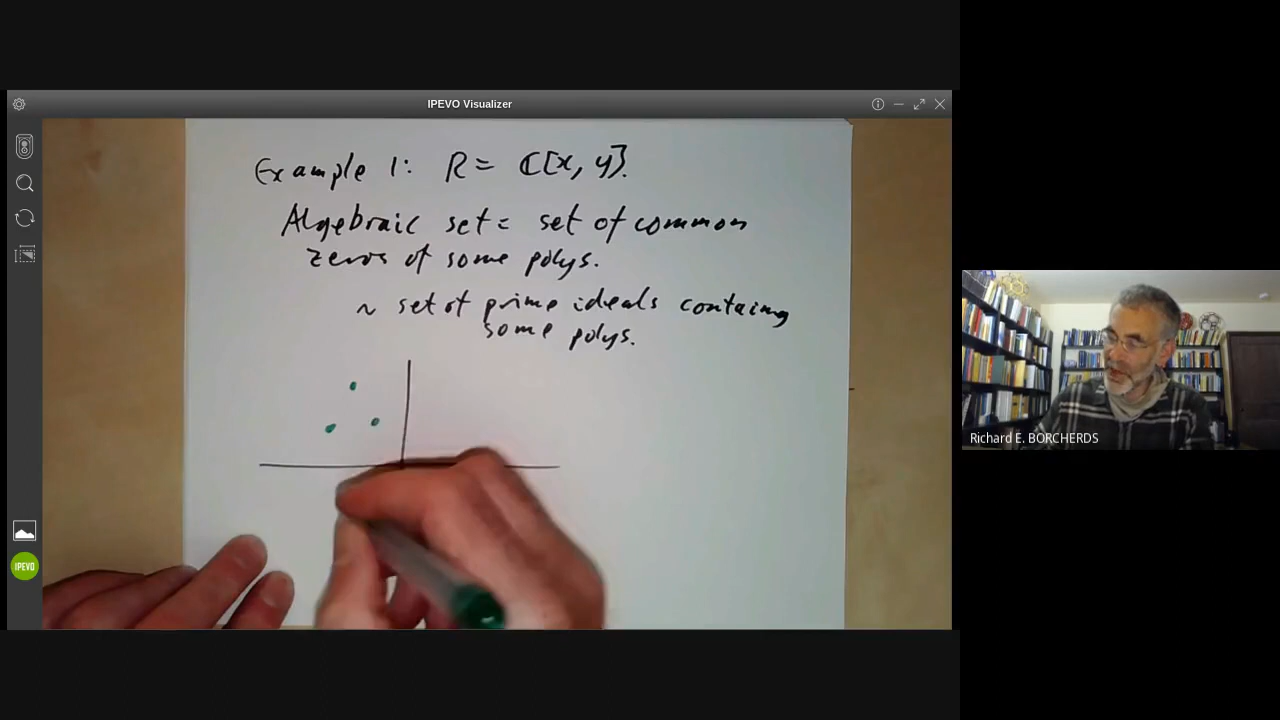 IPEVO Visualizer
Example 1: R = ℂ[x, y].
Algebraic set = set of common
zeros of some polys.
~ set of prime ideals containg
some polys.
Richard E. BORCHERDS
IPEVO